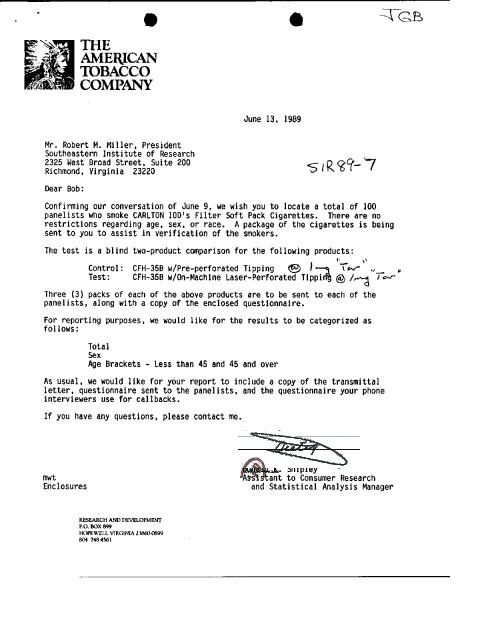 JGB
THE
AMERICAN
TOBACCO
COMPANY
June 13, 1989
Mr. Robert M. Miller, President
Southeastern Institute of Research
2325 West Broad Street, Suite 200
Richmond, Virginia 23220
SIR89-7
Dear Bob:
Confirming our conversation of June 9, we wish you to locate a total of 100
panelists who smoke CARLTON 100's Filter Soft Pack Cigarettes. There are no
restrictions regarding age, sex, or race. A package of the cigarettes is being
sent to you to assist in verification of the smokers.
The test is a blind two-product comparison for the following products:
Control: CFH-35B w/Pre-perforated Tipping @ 1mg "Tar"
Test: CFH-35B w/On-Machine Laser-Perforated Tipping @ 1mg "Tar"
Three (3) packs of each of the above products are to be sent to each of the
panelists, along with a copy of the enclosed questionnaire.
For reporting purposes, we would like for the results to be categorized as
follows:
Total
Sex
Age Brackets - Less than 45 and 45 and over
As usual, we would like for your report to include a copy of the transmittal
letter, questionnaire sent to the panelists, and the questionnaire your phone
interviewers use for callbacks.
If you have any questions, please contact me.
Shipley
Assistant to Consumer Research
and Statistical Analysis Manager
mwt
Enclosures
RESEARCH AND DEVELOPMENT
P.O. BOX 899
HOPEWELL VIRGINIA 23860-0899
804 748-4561